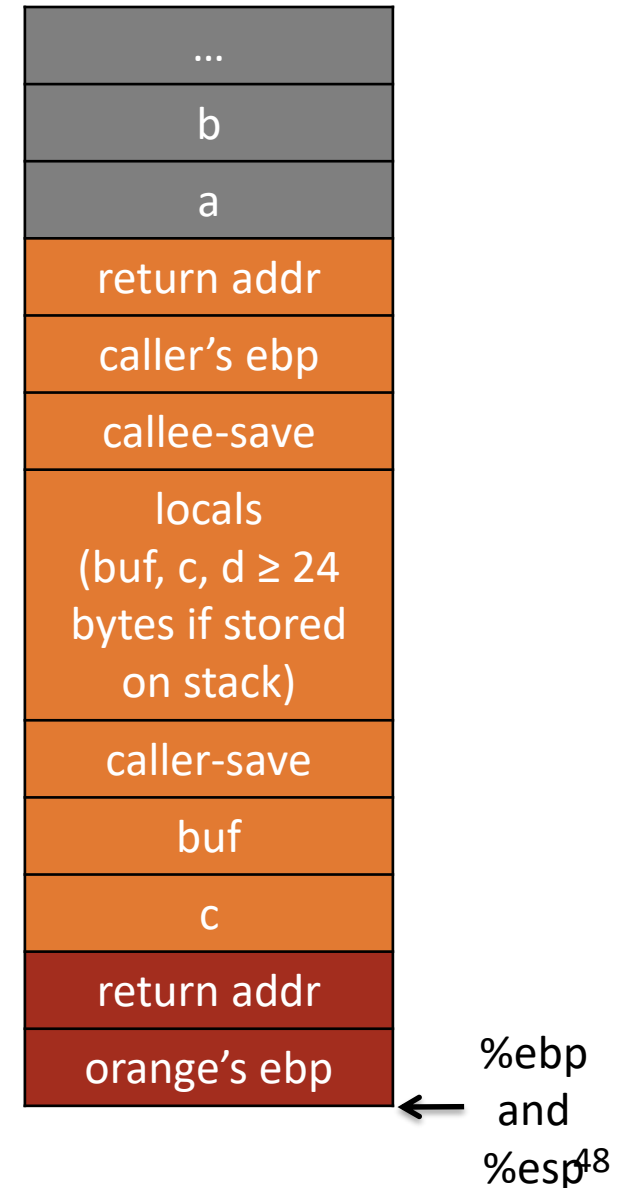 …
b
a
return addr
caller’s ebp
callee-save
locals
(buf, c, d ≥ 24
bytes if stored
on stack)
caller-save
buf
c
return addr
orange’s ebp
%ebp
and
%esp
48